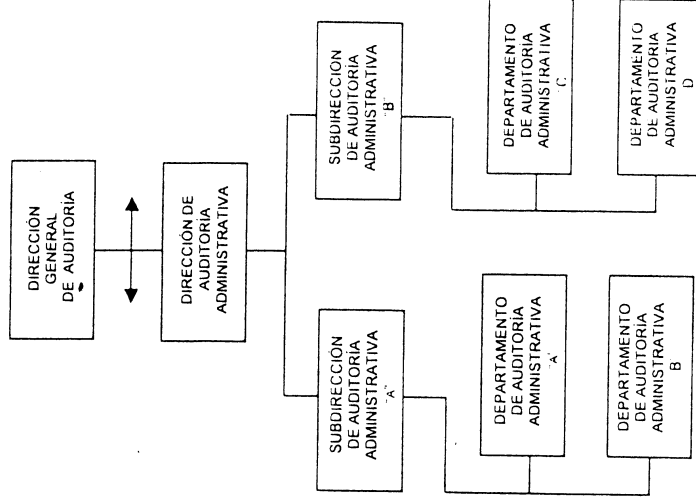 DIRECCIÓN
GENERAL
DE AUDITORÍA
DIRECCIÓN DE
AUDITORÍA
ADMINISTRATIVA
SUBDIRECCIÓN
DE AUDITORÍA
ADMINISTRATIVA
"A"
SUBDIRECCION
DE AUDITORÍA
ADMINISTRATIVA
"B"
DEPARTAMENTO
DE AUDITORÍA
ADMINISTRATIVA
"A"
DEPARTAMENTO
DE AUDITORÍA
ADMINISTRATIVA
B
DEPARTAMENTO
DE AUDITORÍA
ADMINISTRATIVA
"C"
DEPARTAMENTO
DE AUDITORÍA
ADMINISTRATIVA
D